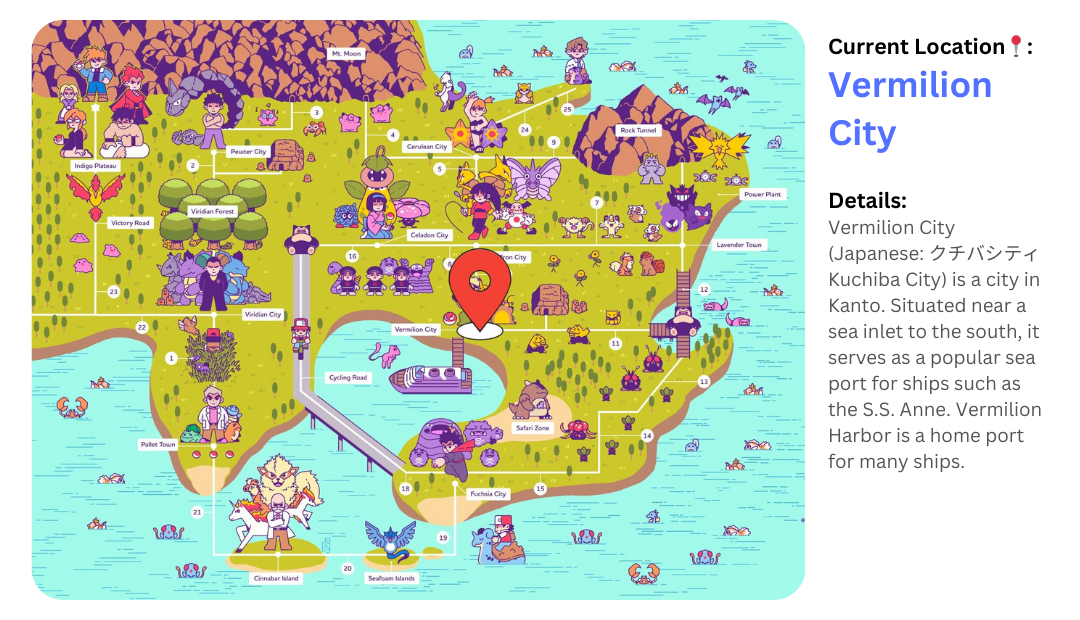 Current Location📍:
Vermilion
City
Details:
Vermilion City
(Japanese: クチバシティ
Kuchiba City) is a city in
Kanto. Situated near a
sea inlet to the south, it
serves as a popular sea
port for ships such as
the S.S. Anne. Vermilion
Harbor is a home port
for many ships.
Mt. Moon
3
25
4
24
Rock Tunnel
Cerulean City
9
Pewter City
2
Indigo Plateau
5
Power Plant
7
Viridian Forest
Victory Road
Celadon City
Lavender Town
16
8
ron City
12
23
Viridian City
22
Vermilion City
11
1
Cycling Road
13
Safari Zone
14
Pallet Town
18
15
Fuchsia City
21
19
20
Cinnabar Island
Seafoam Islands